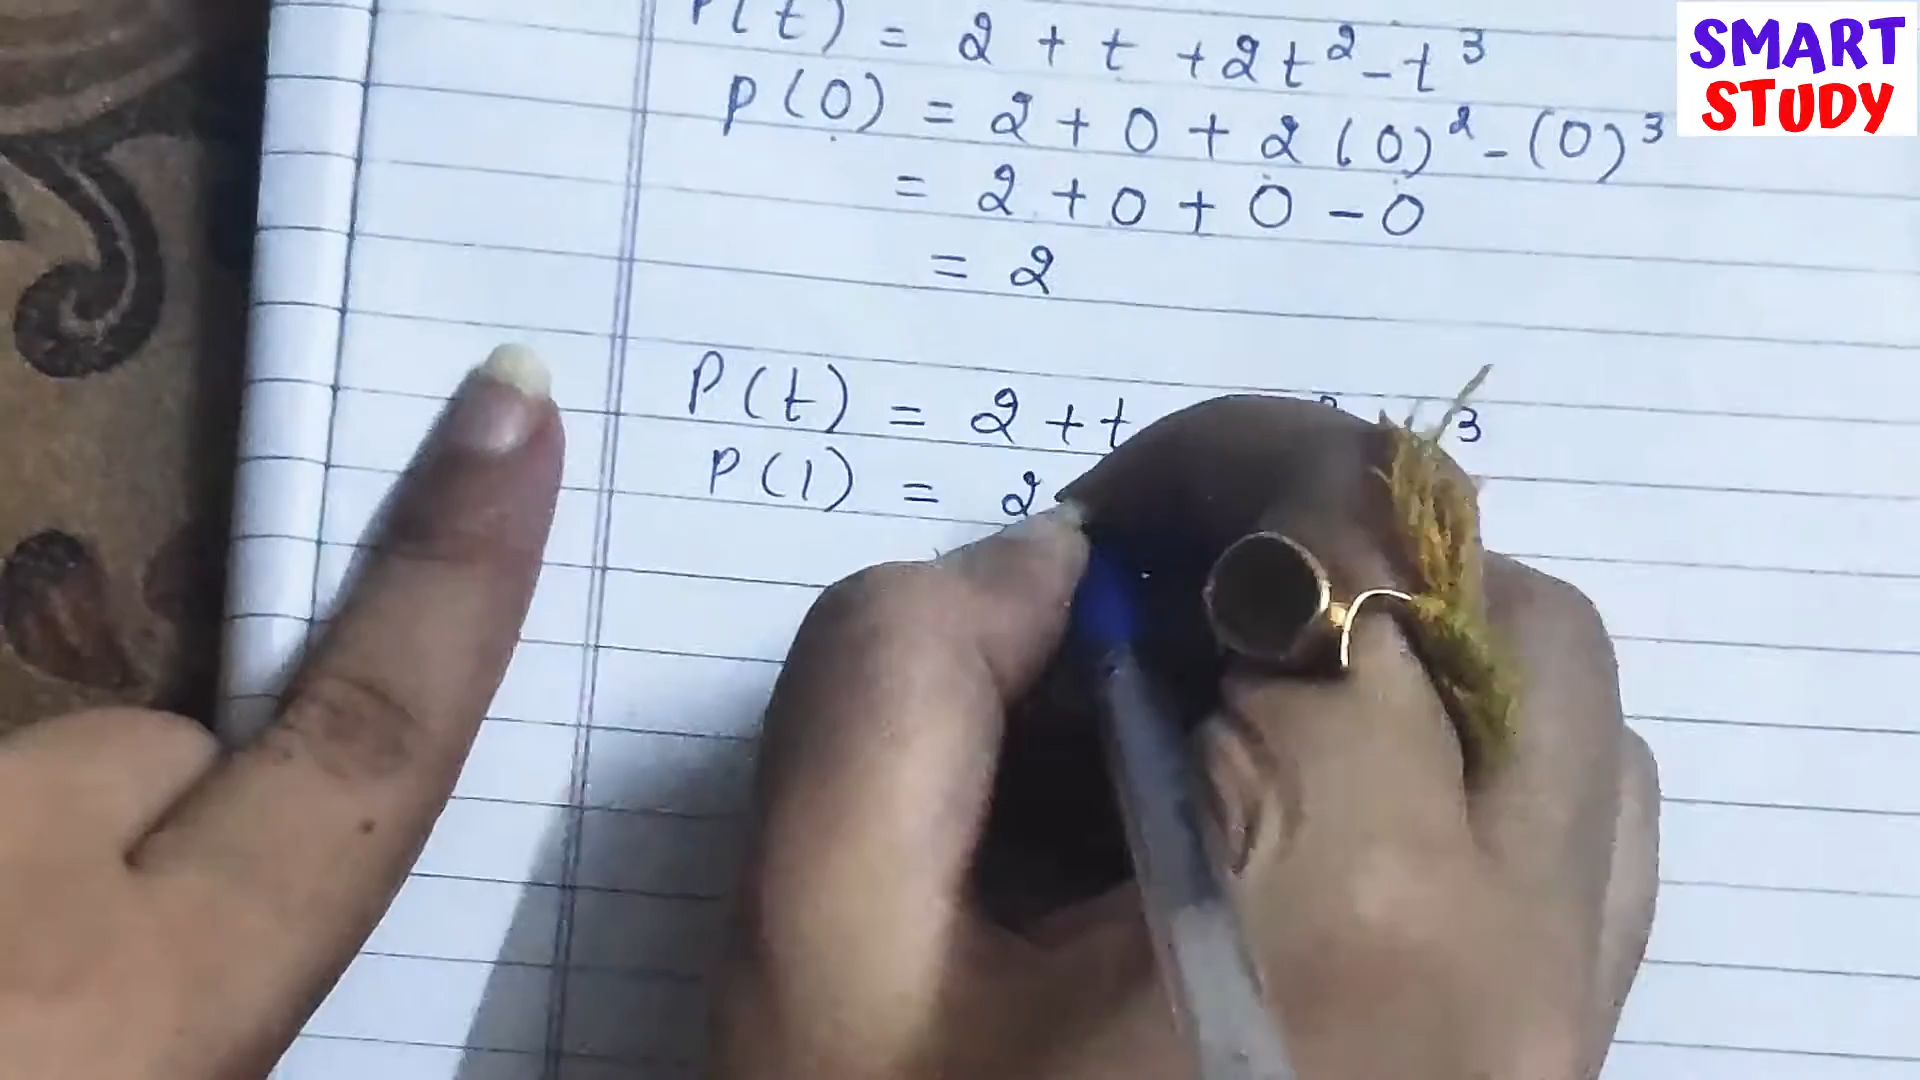 P(t) = 2 + t + 2t² - t³
P(0) = 2 + 0 + 2(0)² - (0)³
= 2 + 0 + 0 - 0
= 2
P(t) = 2 + t ³
P(1) = 2
SMART
STUDY